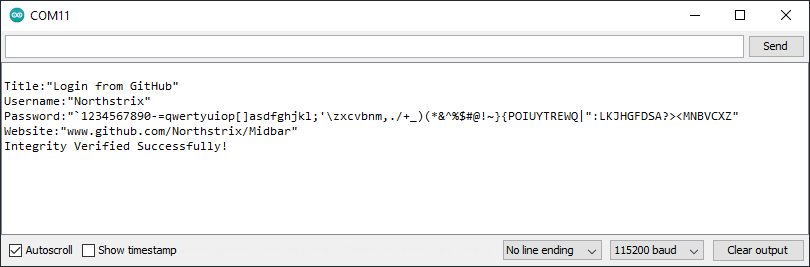 COM11
Send
Title:"Login from GitHub"
Username:"Northstrix"
Password:"`1234567890-=qwertyuiop[]asdfghjkl;'\zxcvbnm,./+_)(*&^%$#@!~}{POIUYTREWQ|":LKJHGFDSA?><MNBVCXZ"
Website:"www.github.com/Northstrix/Midbar"
Integrity Verified Successfully!
Autoscroll Show timestamp No line ending 115200 baud Clear output